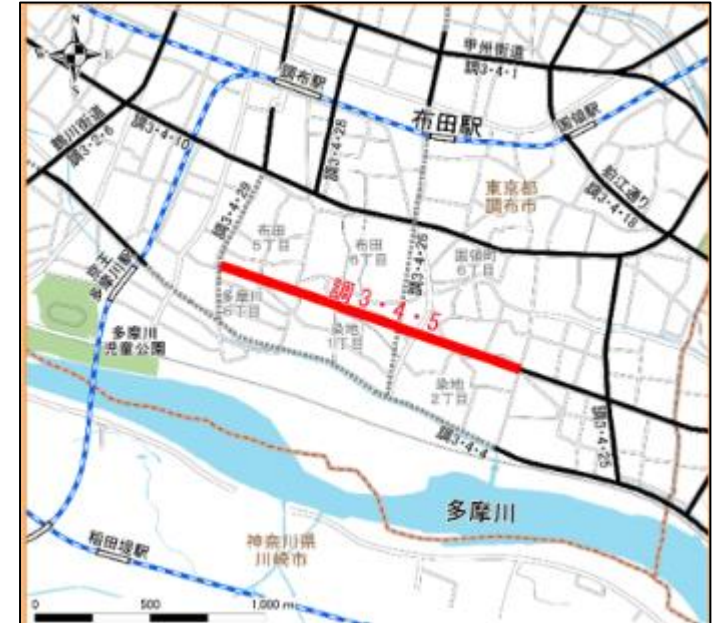 N
S
甲州街道
調3・4・1
調布駅
布田駅
国領駅
狛江通り
調3・4・18
鶴川街道
調3・2・6
調3・4・10
調3・4・28
東京都
調布市
調3・4・29
布田
5丁目
布田
6丁目
調3・4・26
国領町
6丁目
京王
多摩川駅
多摩川
6丁目
調3・4・5
染地
1丁目
多摩川
児童公園
染地
2丁目
調3・4・4
調3・4・25
多摩川
稲田堤駅
神奈川県
川崎市
0 500 1,000 m